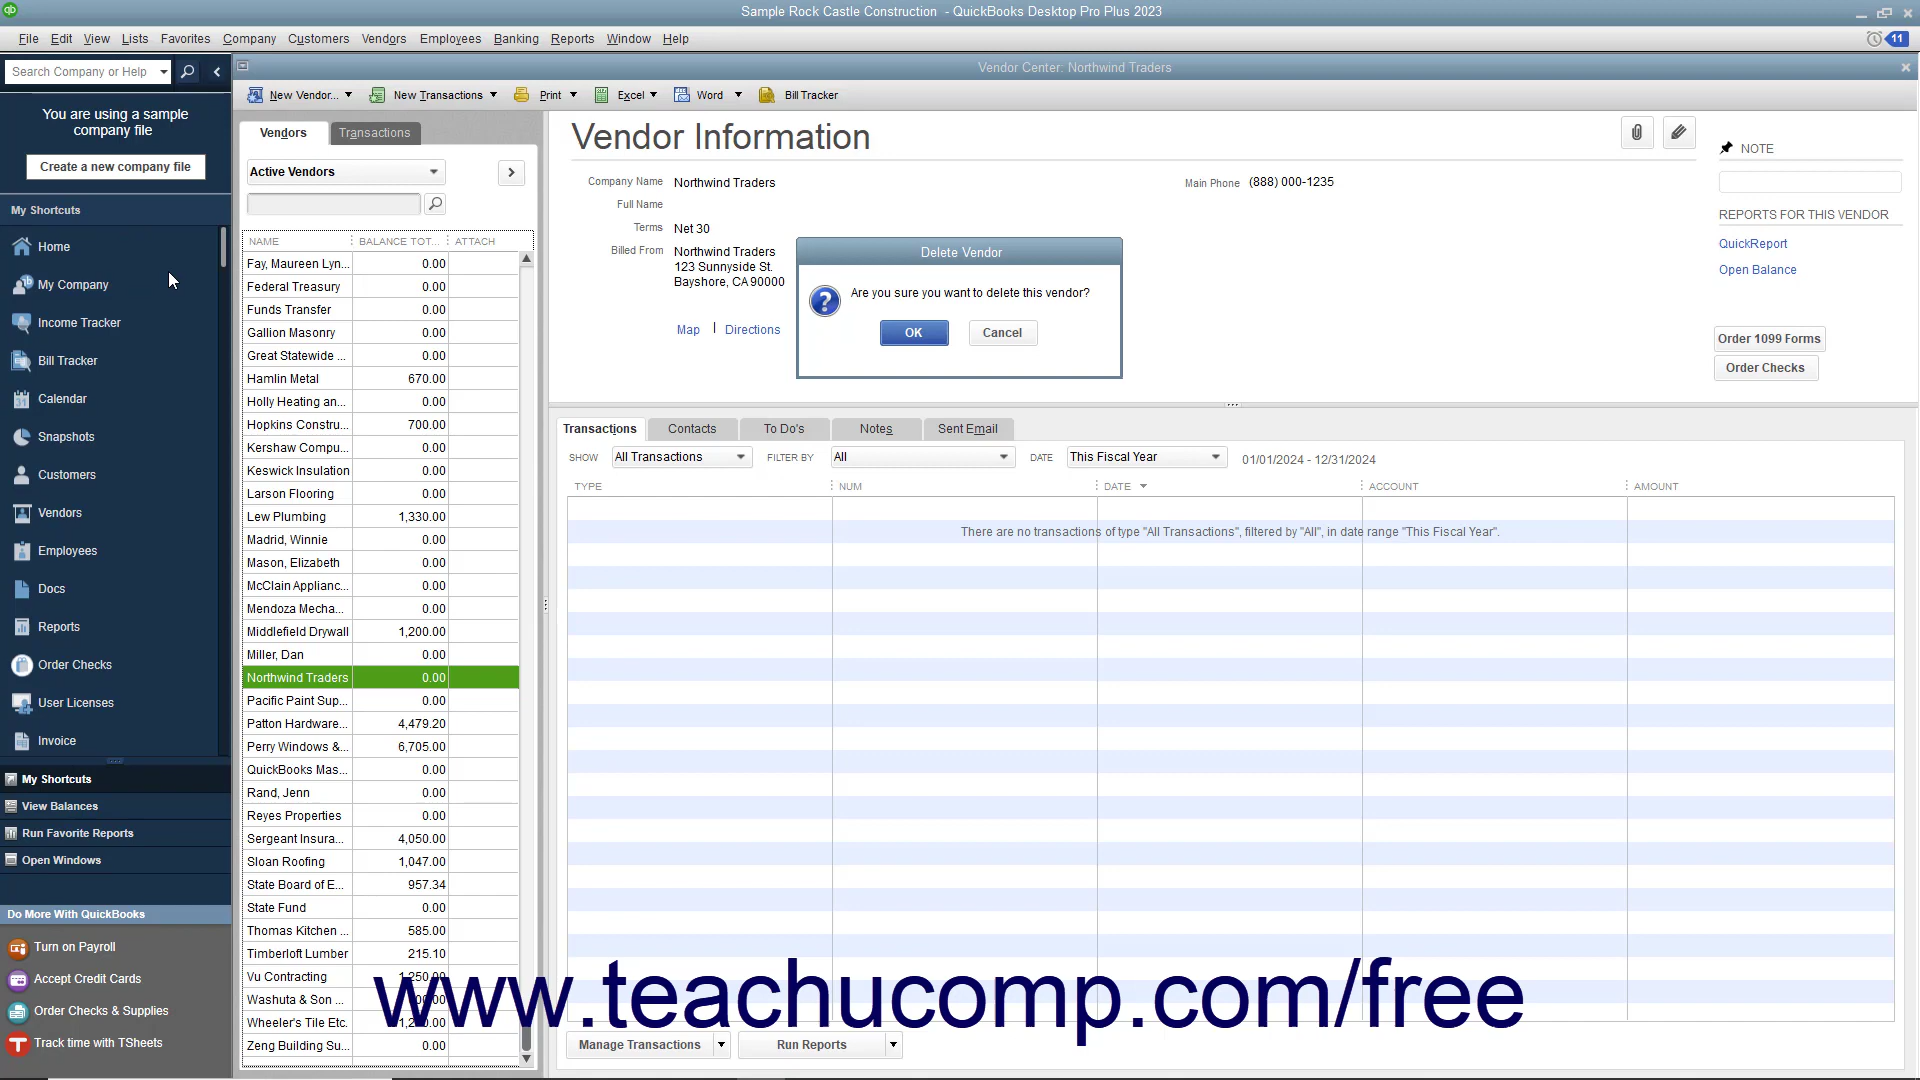 Sample Rock Castle Construction - QuickBooks Desktop Pro Plus 2023
File Edit View Lists Favorites Company Customers Vendors Employees Banking Reports Window Help
11
Search Company or Help
Vendor Center: Northwind Traders
You are using a sample
company file
Create a new company file
My Shortcuts
Home
My Company
Income Tracker
Bill Tracker
Calendar
Snapshots
Customers
Vendors
Employees
Docs
Reports
Order Checks
User Licenses
Invoice
My Shortcuts
View Balances
Run Favorite Reports
Open Windows
Do More With QuickBooks
Turn on Payroll
Accept Credit Cards
Order Checks & Supplies
Track time with TSheets
New Vendor... New Transactions Print Excel Word Bill Tracker
Vendors Transactions
Active Vendors
NAME BALANCE TOT... ATTACH
Fay, Maureen Lyn... 0.00
Federal Treasury 0.00
Funds Transfer 0.00
Gallion Masonry 0.00
Great Statewide ... 0.00
Hamlin Metal 670.00
Holly Heating an... 0.00
Hopkins Constru... 700.00
Kershaw Compu... 0.00
Keswick Insulation 0.00
Larson Flooring 0.00
Lew Plumbing 1,330.00
Madrid, Winnie 0.00
Mason, Elizabeth 0.00
McClain Applianc... 0.00
Mendoza Mecha... 0.00
Middlefield Drywall 1,200.00
Miller, Dan 0.00
Northwind Traders 0.00
Pacific Paint Sup... 0.00
Patton Hardware... 4,479.20
Perry Windows &... 6,705.00
QuickBooks Mas... 0.00
Rand, Jenn 0.00
Reyes Properties 0.00
Sergeant Insura... 4,050.00
Sloan Roofing 1,047.00
State Board of E... 957.34
State Fund 0.00
Thomas Kitchen ... 585.00
Timberloft Lumber 215.10
Vu Contracting 1,250.00
Washuta & Son ...
Wheeler's Tile Etc.
Zeng Building Su... 0.00
Vendor Information
Company Name Northwind Traders
Full Name
Terms Net 30
Billed From Northwind Traders
123 Sunnyside St.
Bayshore, CA 90000
Map | Directions
Main Phone (888) 000-1235
NOTE
REPORTS FOR THIS VENDOR
QuickReport
Open Balance
Order 1099 Forms
Order Checks
Delete Vendor
Are you sure you want to delete this vendor?
OK Cancel
Transactions Contacts To Do's Notes Sent Email
SHOW All Transactions FILTER BY All DATE This Fiscal Year 01/01/2024 - 12/31/2024
TYPE NUM DATE ACCOUNT AMOUNT
There are no transactions of type "All Transactions", filtered by "All", in date range "This Fiscal Year".
Manage Transactions Run Reports
www.teachucomp.com/free